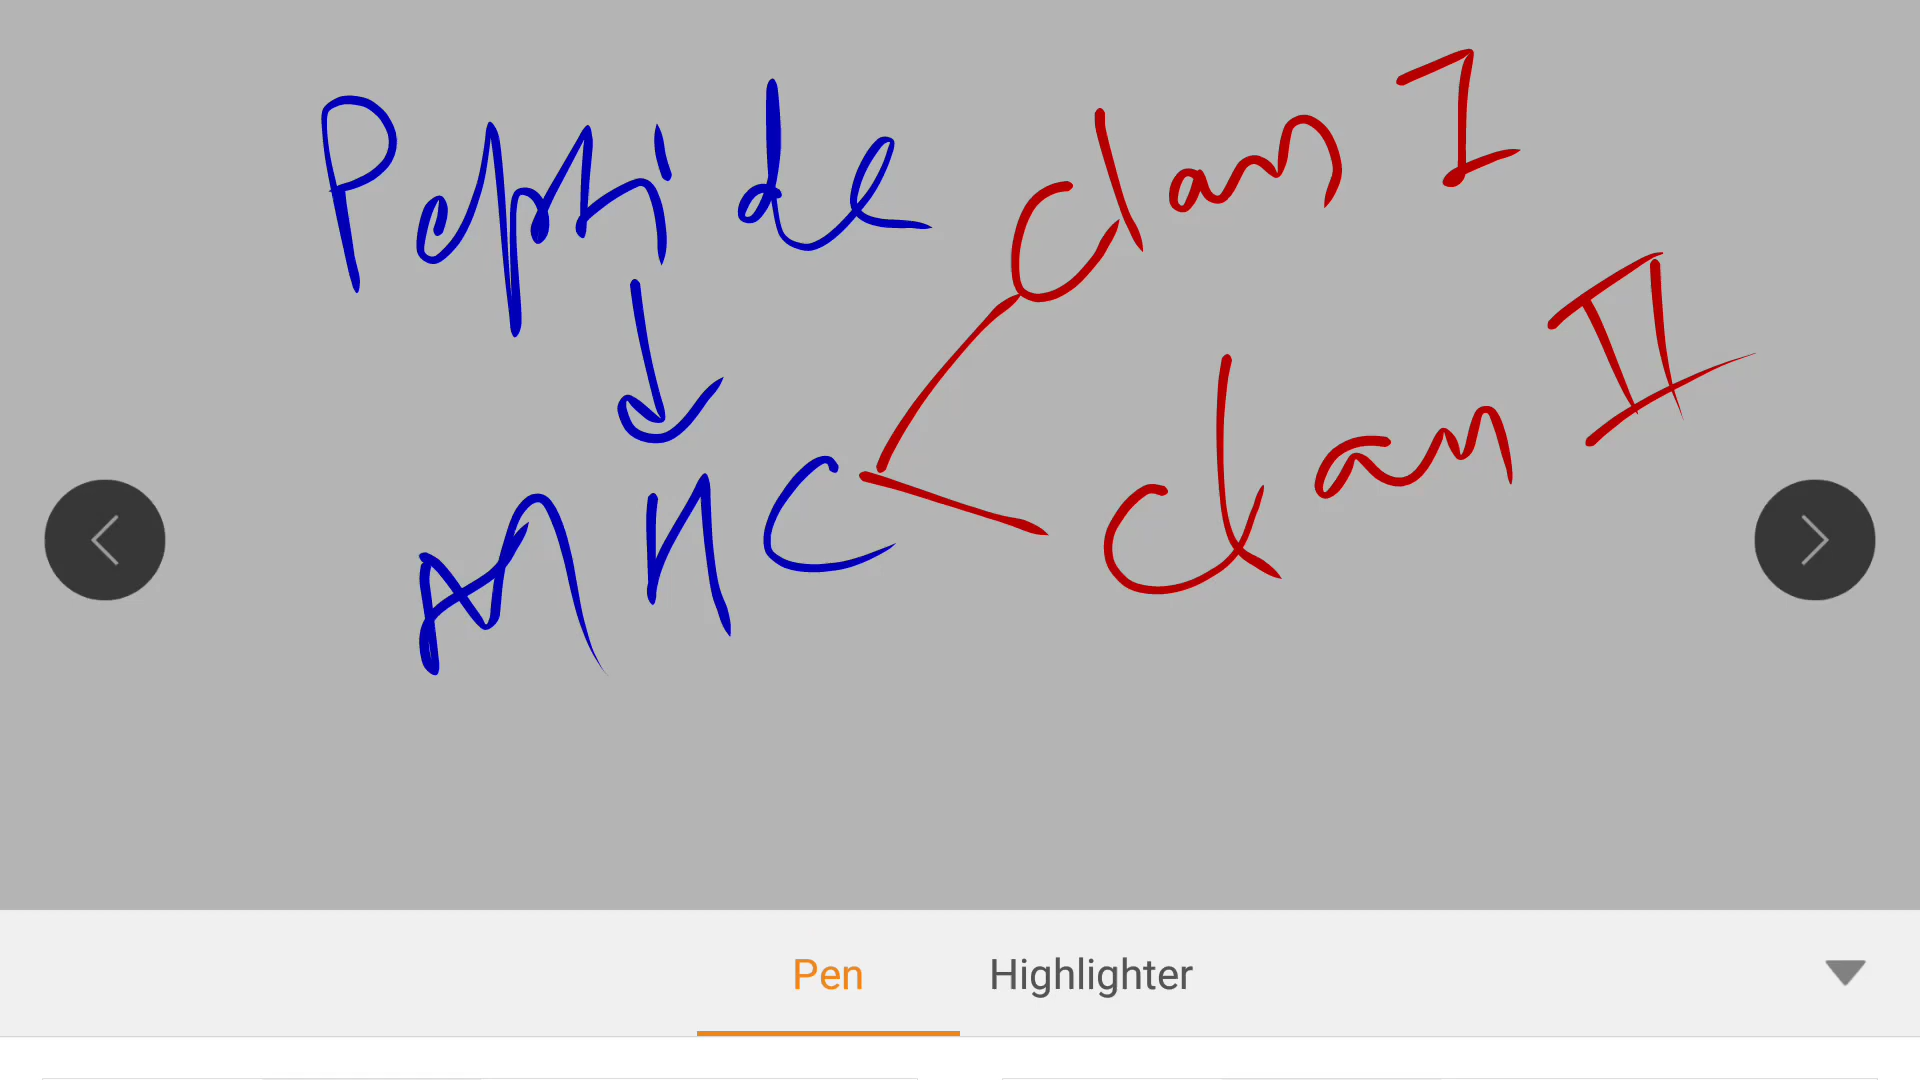 Peptide
class I
class II
MHC
Pen Highlighter